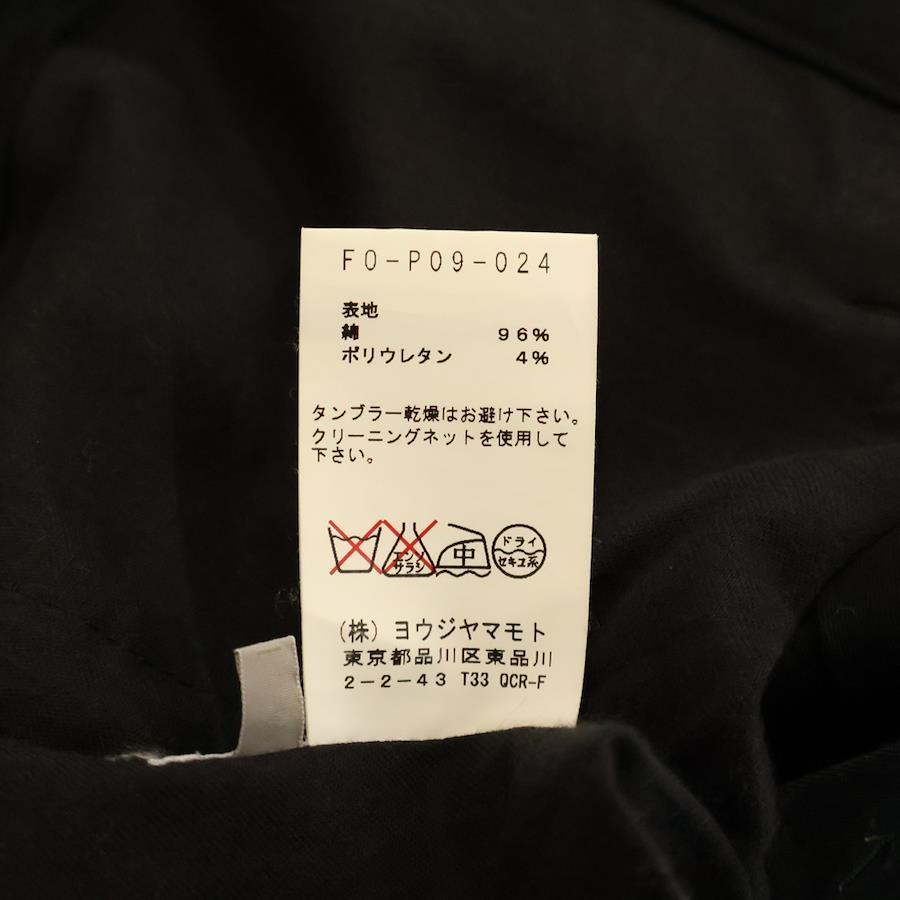 F0-P09-024
表地
綿 96%
ポリウレタン 4%
タンブラー乾燥はお避け下さい。
クリーニングネットを使用して
下さい。
エンソ
サラシ
中
ドライ
セキユ系
(株) ヨウジヤマモト
東京都品川区東品川
2-2-43 T33 QCR-F